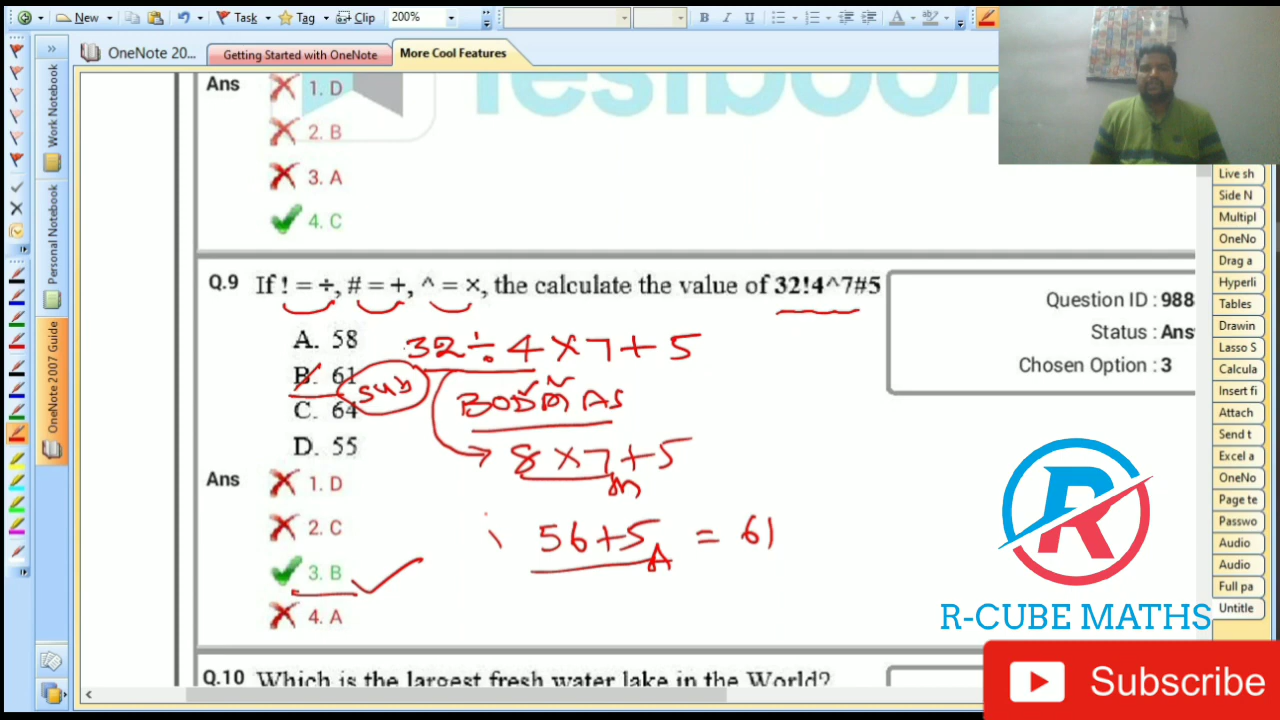 New
Task
Tag
Clip
200%
B I U
OneNote 20...
Getting Started with OneNote
More Cool Features
Work Notebook
Personal Notebook
OneNote 2007 Guide
Ans
1. D
2. B
3. A
4. C
Testbook
Q.9 If ! = ÷, # = +, ^ = ×, the calculate the value of 32!4^7#5
A. 58
B. 61
C. 64
D. 55
32 ÷ 4 × 7 + 5
sub
BODMAS
8 × 7 + 5
m
56 + 5 = 61
A
Ans
1. D
2. C
3. B
4. A
Question ID : 988
Status : Ans
Chosen Option : 3
Q.10 Which is the largest fresh water lake in the World?
Live sh
Side N
Multipl
OneNo
Drag a
Hyperli
Tables
Drawin
Lasso S
Calcula
Insert fi
Attach
Send t
Excel a
OneNo
Page te
Passwo
Audio
Audio
Full pa
Untitle
R
R-CUBE MATHS
Subscribe